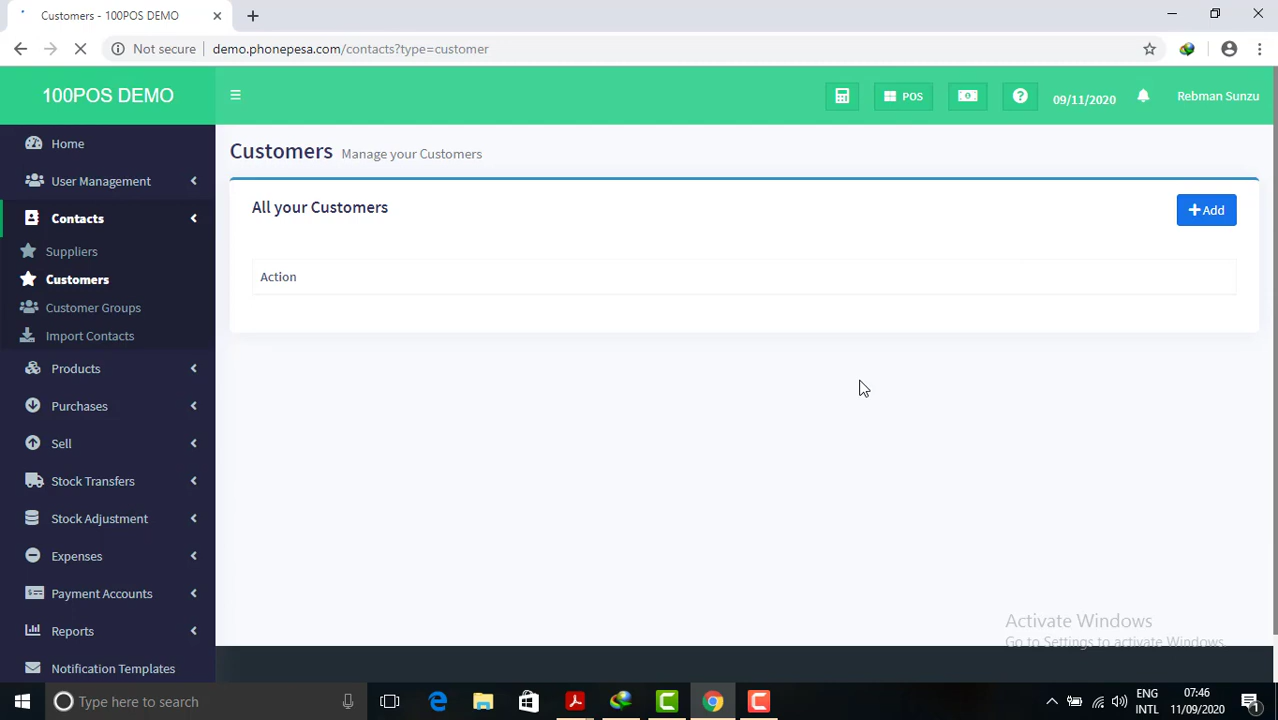 Customers - 100POS DEMO
Not secure
demo.phonepesa.com/contacts?type=customer
100POS DEMO
POS
09/11/2020
Rebman Sunzu
Home
User Management
Contacts
Suppliers
Customers
Customer Groups
Import Contacts
Products
Purchases
Sell
Stock Transfers
Stock Adjustment
Expenses
Payment Accounts
Reports
Notification Templates
Customers Manage your Customers
All your Customers
Add
Action
Activate Windows
Go to Settings to activate Windows.
Type here to search
ENG
INTL
07:46
11/09/2020
1